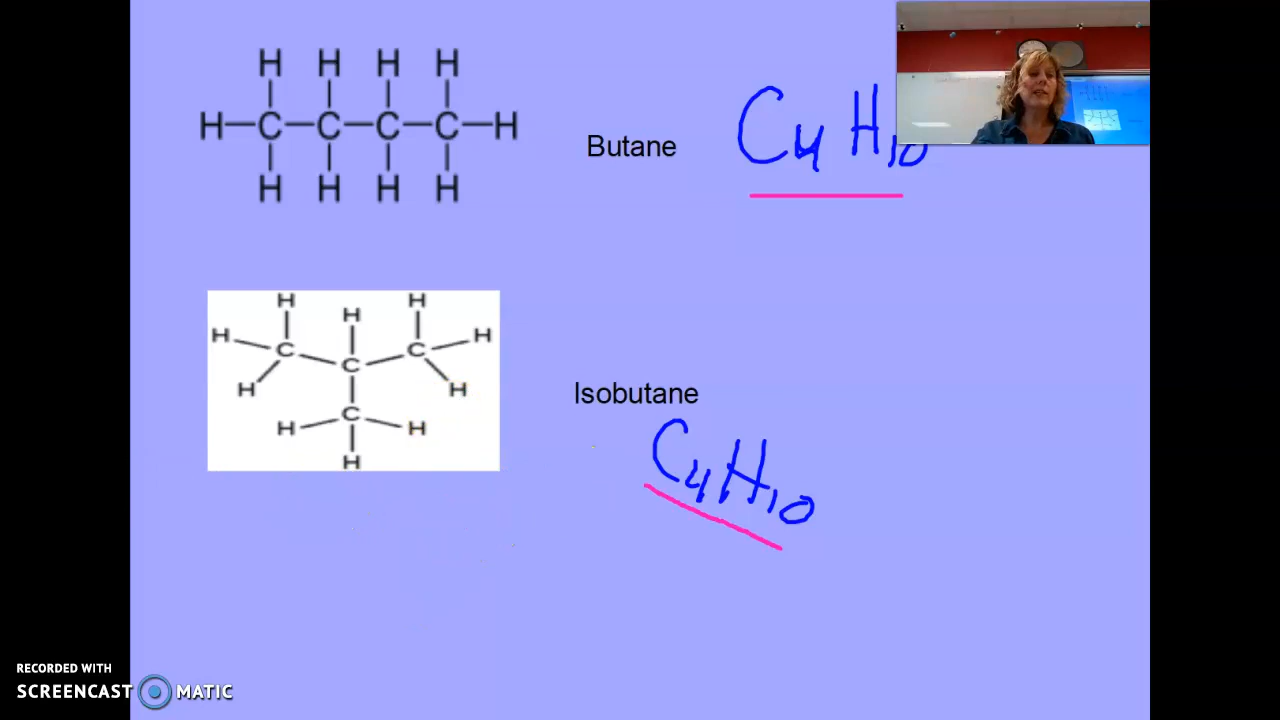 H H H H
H-C-C-C-C-H
H H H H
Butane
C4H10
H H H
H C C H
C
H H
H C H
H
Isobutane
C4H10
RECORDED WITH
SCREENCAST MATIC